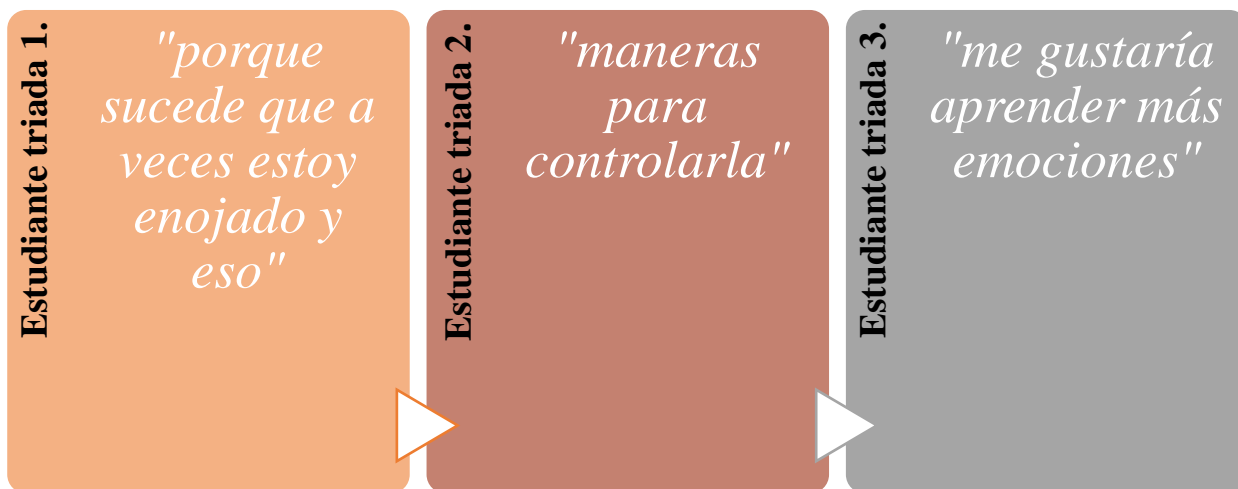 Estudiante triada 1.
"porque
sucede que a
veces estoy
enojado y
eso"
Estudiante triada 2.
"maneras
para
controlarla"
Estudiante triada 3.
"me gustaría
aprender más
emociones"